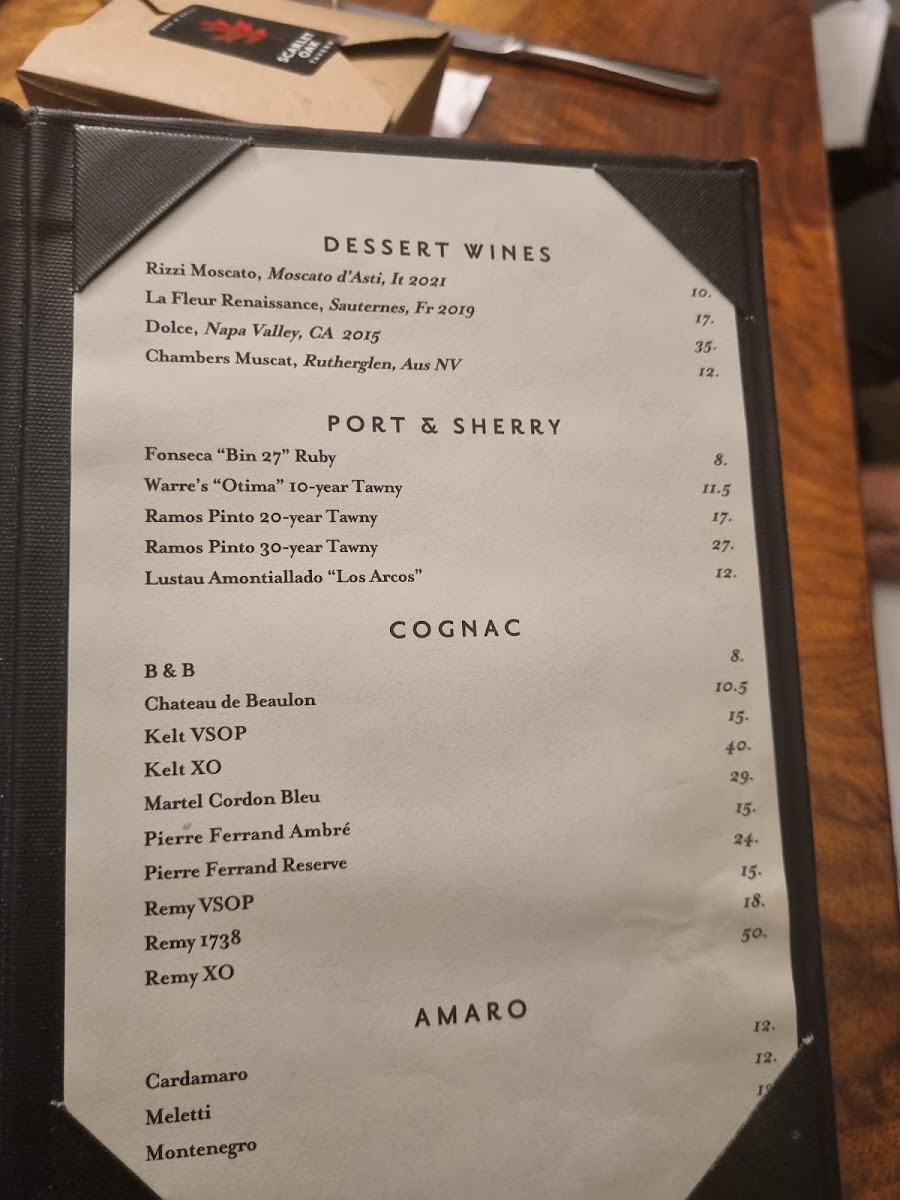 SCARLET
OAK
TAVERN
DESSERT WINES
Rizzi Moscato, Moscato d'Asti, It 2021 10.
La Fleur Renaissance, Sauternes, Fr 2019 17.
Dolce, Napa Valley, CA 2015 35.
Chambers Muscat, Rutherglen, Aus NV 12.
PORT & SHERRY
Fonseca “Bin 27” Ruby 8.
Warre's “Otima” 10-year Tawny 11.5
Ramos Pinto 20-year Tawny 17.
Ramos Pinto 30-year Tawny 27.
Lustau Amontiallado “Los Arcos” 12.
COGNAC
B & B 8.
Chateau de Beaulon 10.5
Kelt VSOP 15.
Kelt XO 40.
Martel Cordon Bleu 29.
Pierre Ferrand Ambré 15.
Pierre Ferrand Reserve 24.
Remy VSOP 15.
Remy 1738 18.
Remy XO 50.
AMARO
Cardamaro 12.
Meletti 12.
Montenegro